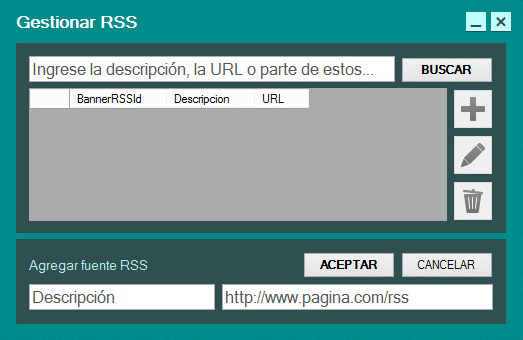 Gestionar RSS
Ingrese la descripción, la URL o parte de estos...
BUSCAR
BannerRSSId Descripcion URL
Agregar fuente RSS
ACEPTAR
CANCELAR
Descripción
http://www.pagina.com/rss